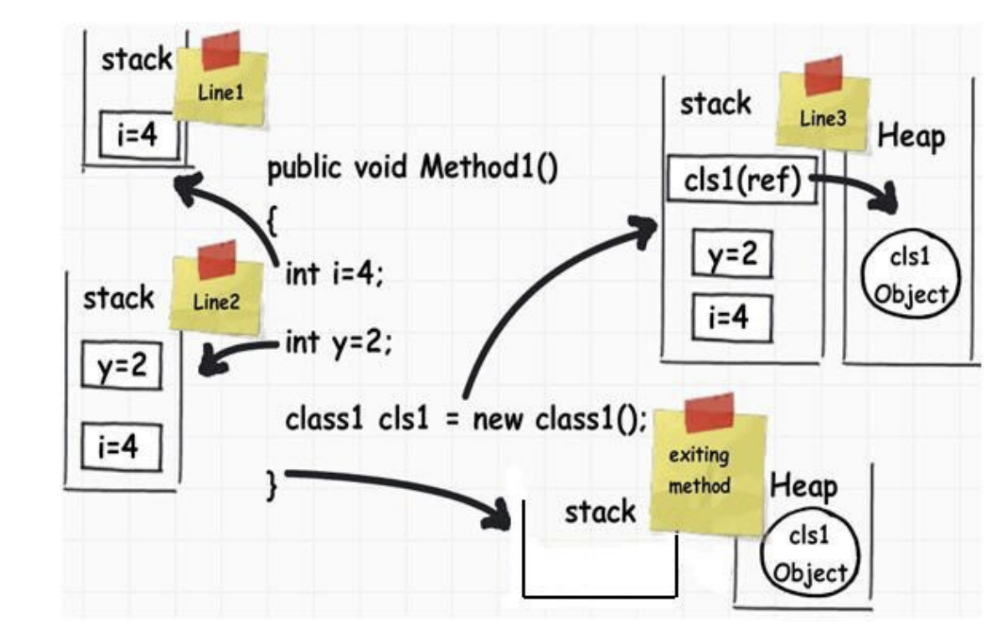 stack
Line1
i=4
public void Method1()
{
int i=4;
int y=2;
class1 cls1 = new class1();
}
stack
Line2
y=2
i=4
stack
Line3
Heap
cls1(ref)
y=2
i=4
cls1
Object
exiting
method
stack
Heap
cls1
Object